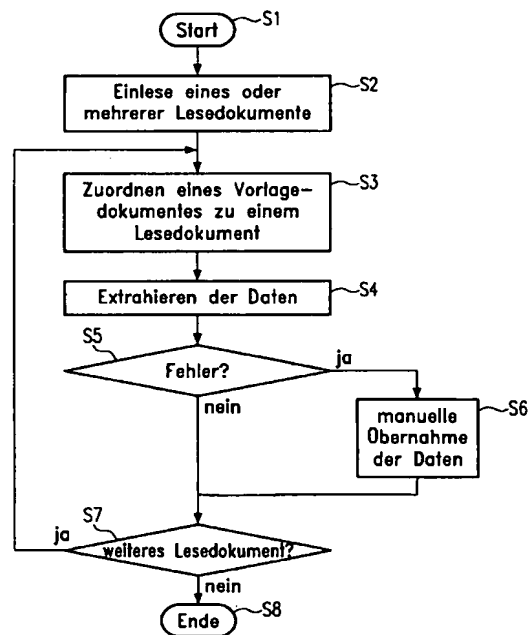 Start
S1
Einlese eines oder
mehrerer Lesedokumente
S2
Zuordnen eines Vorlage-
dokumentes zu einem
Lesedokument
S3
Extrahieren der Daten
S4
S5
Fehler?
ja
nein
manuelle
Obernahme
der Daten
S6
S7
ja
weiteres Lesedokument?
nein
Ende
S8